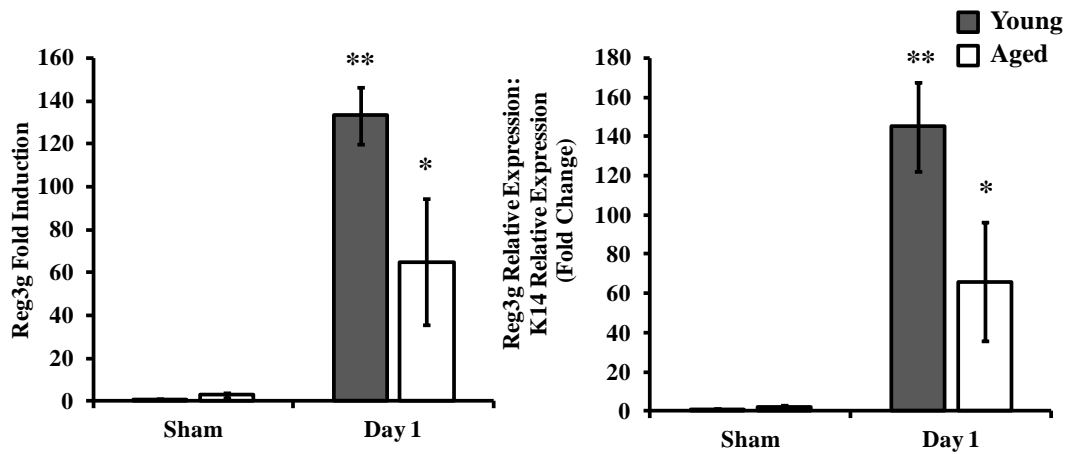 Young
Aged
Reg3g Fold Induction
160
140
120
100
80
60
40
20
0
**
*
Sham
Day 1
Reg3g Relative Expression:
K14 Relative Expression
(Fold Change)
180
160
140
120
100
80
60
40
20
0
**
*
Sham
Day 1